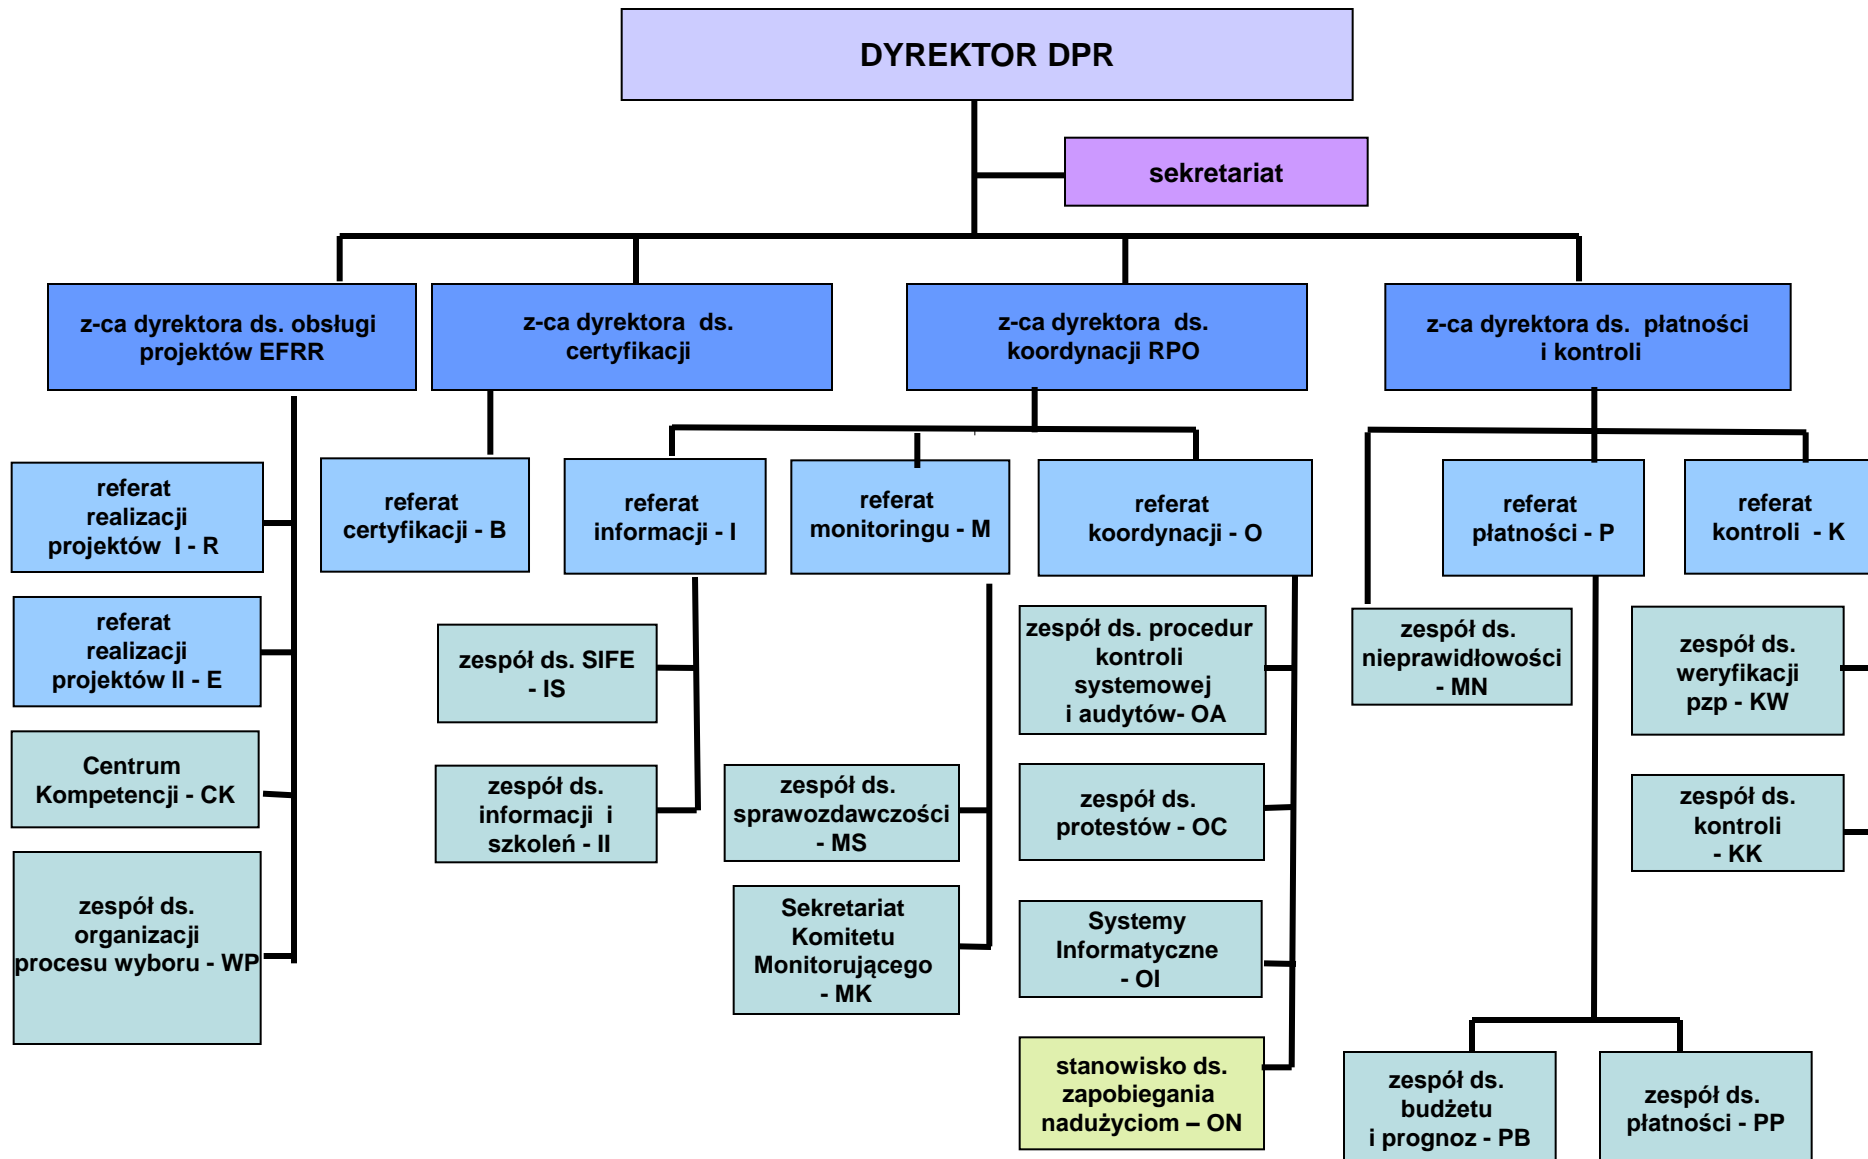 DYREKTOR DPR
sekretariat
z-ca dyrektora ds. obsługi
projektów EFRR
z-ca dyrektora ds.
certyfikacji
z-ca dyrektora ds.
koordynacji RPO
z-ca dyrektora ds. płatności
i kontroli
referat
realizacji
projektów I - R
referat
certyfikacji - B
referat
informacji - I
referat
monitoringu - M
referat
koordynacji - O
referat
płatności - P
referat
kontroli - K
referat
realizacji
projektów II - E
zespół ds. SIFE
- IS
zespół ds. procedur
kontroli
systemowej
i audytów- OA
zespół ds.
nieprawidłowości
- MN
zespół ds.
weryfikacji
pzp - KW
Centrum
Kompetencji - CK
zespół ds.
informacji i
szkoleń - II
zespół ds.
sprawozdawczości
- MS
zespół ds.
protestów - OC
zespół ds.
kontroli
- KK
zespół ds.
organizacji
procesu wyboru - WP
Sekretariat
Komitetu
Monitorującego
- MK
Systemy
Informatyczne
- OI
stanowisko ds.
zapobiegania
nadużyciom – ON
zespół ds.
budżetu
i prognoz - PB
zespół ds.
płatności - PP